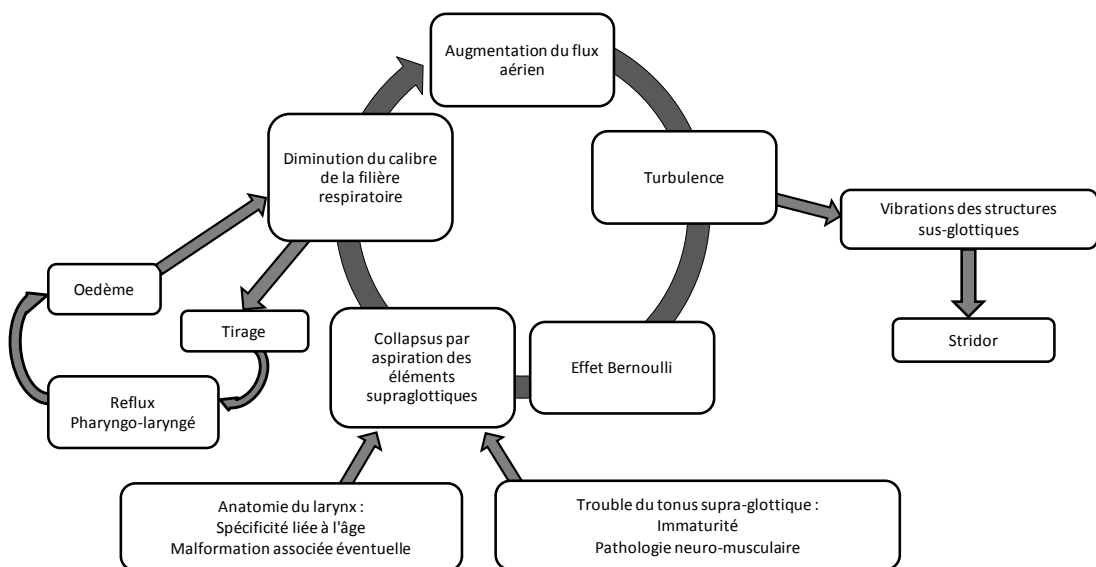 Augmentation du flux
aérien
Diminution du calibre
de la filière
respiratoire
Turbulence
Vibrations des structures
sus-glottiques
Oedème
Tirage
Collapsus par
aspiration des
éléments
supraglottiques
Effet Bernoulli
Stridor
Reflux
Pharyngo-laryngé
Anatomie du larynx :
Spécificité liée à l'âge
Malformation associée éventuelle
Trouble du tonus supra-glottique :
Immaturité
Pathologie neuro-musculaire